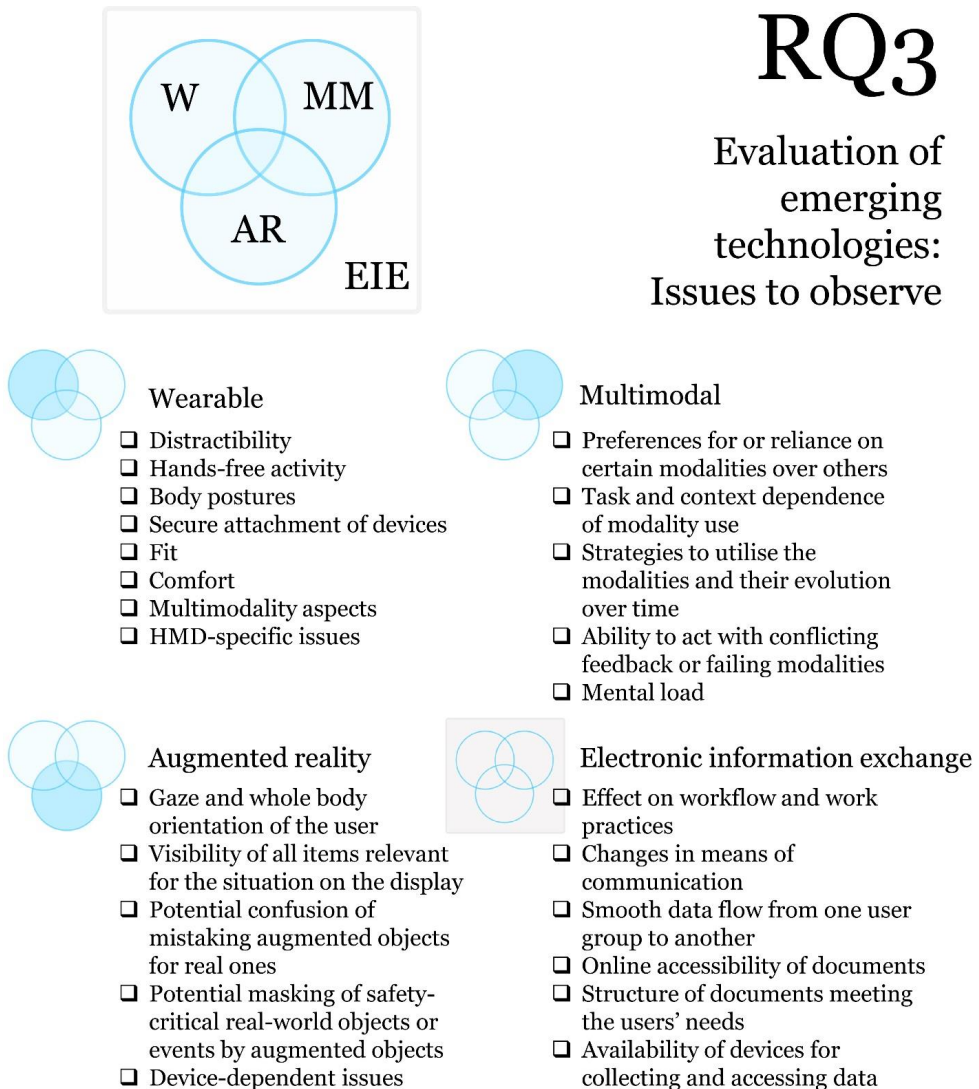 W
MM
AR
EIE
RQ3
Evaluation of
emerging
technologies:
Issues to observe
Wearable
❑ Distractibility
❑ Hands-free activity
❑ Body postures
❑ Secure attachment of devices
❑ Fit
❑ Comfort
❑ Multimodality aspects
❑ HMD-specific issues
Multimodal
❑ Preferences for or reliance on
certain modalities over others
❑ Task and context dependence
of modality use
❑ Strategies to utilise the
modalities and their evolution
over time
❑ Ability to act with conflicting
feedback or failing modalities
❑ Mental load
Augmented reality
❑ Gaze and whole body
orientation of the user
❑ Visibility of all items relevant
for the situation on the display
❑ Potential confusion of
mistaking augmented objects
for real ones
❑ Potential masking of safety-
critical real-world objects or
events by augmented objects
❑ Device-dependent issues
Electronic information exchange
❑ Effect on workflow and work
practices
❑ Changes in means of
communication
❑ Smooth data flow from one user
group to another
❑ Online accessibility of documents
❑ Structure of documents meeting
the users’ needs
❑ Availability of devices for
collecting and accessing data